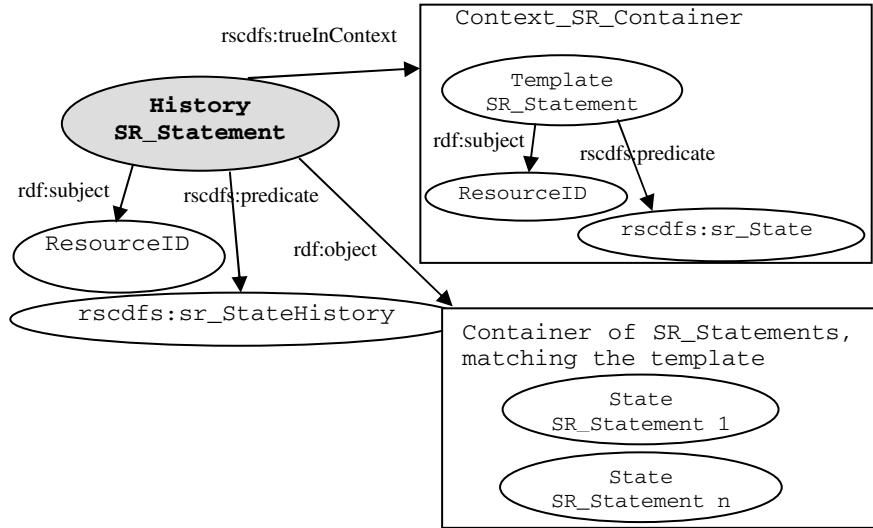 Context_SR_Container
rscdfs:trueInContext
Template
SR_Statement
History
SR_Statement
rdf:subject
rscdfs:predicate
ResourceID
rscdfs:sr_State
rdf:subject
rscdfs:predicate
rdf:object
ResourceID
rscdfs:sr_StateHistory
Container of SR_Statements,
matching the template
State
SR_Statement 1
State
SR_Statement n